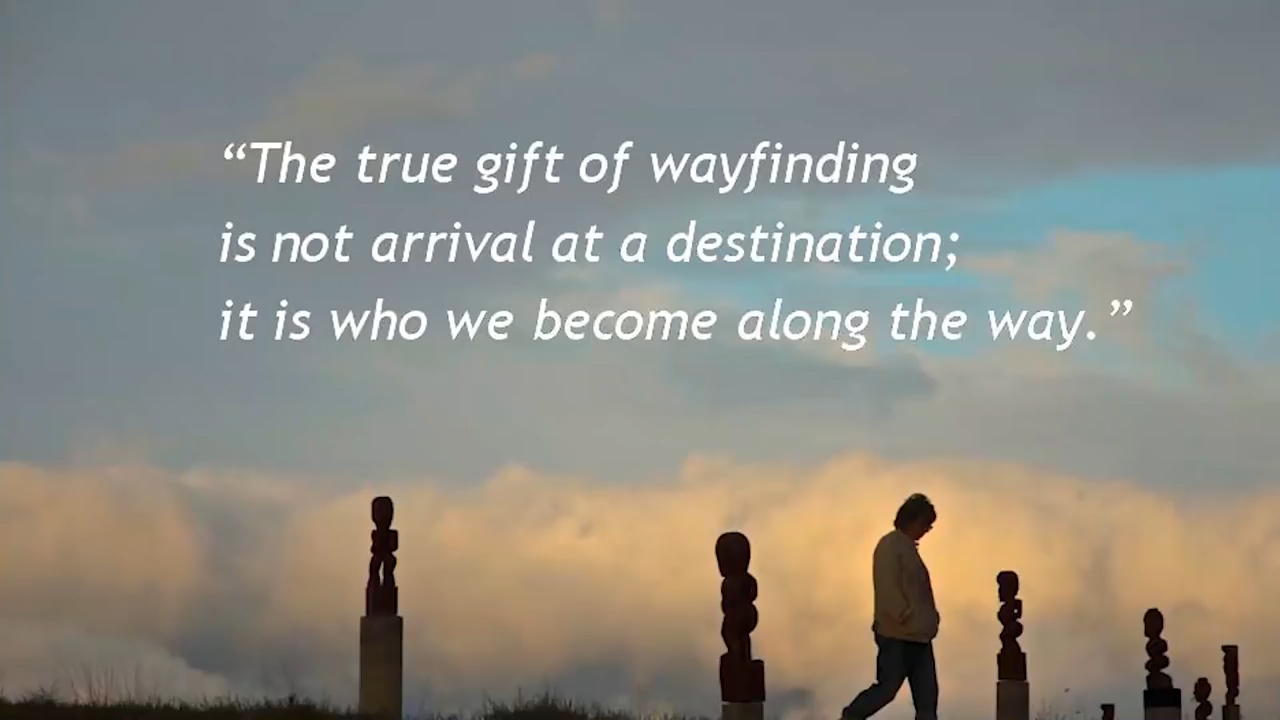 “The true gift of wayfinding
is not arrival at a destination;
it is who we become along the way.”